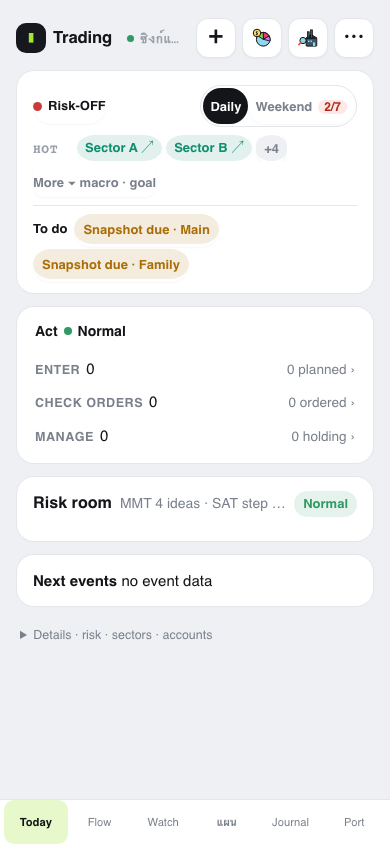 Trading ซิงก์แ…
Risk-OFF Daily Weekend 2/7
HOT Sector A ↗ Sector B ↗ +4
More ▾ macro · goal
To do Snapshot due · Main
Snapshot due · Family
Act Normal
ENTER 0 0 planned ›
CHECK ORDERS 0 0 ordered ›
MANAGE 0 0 holding ›
Risk room MMT 4 ideas · SAT step … Normal
Next events no event data
▶ Details · risk · sectors · accounts
Today Flow Watch แผน Journal Port